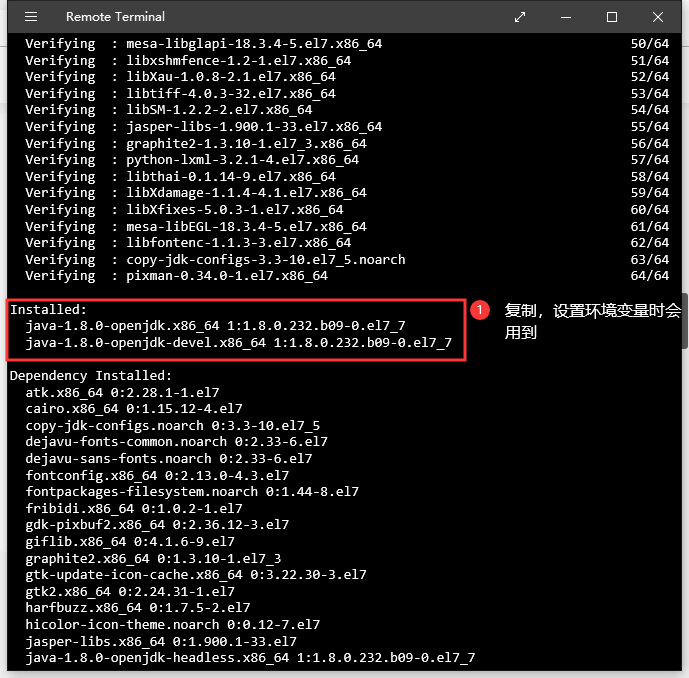 Remote Terminal
Verifying : mesa-libglapi-18.3.4-5.el7.x86_64 50/64
Verifying : libxshmfence-1.2-1.el7.x86_64 51/64
Verifying : libXau-1.0.8-2.1.el7.x86_64 52/64
Verifying : libtiff-4.0.3-32.el7.x86_64 53/64
Verifying : libSM-1.2.2-2.el7.x86_64 54/64
Verifying : jasper-libs-1.900.1-33.el7.x86_64 55/64
Verifying : graphite2-1.3.10-1.el7_3.x86_64 56/64
Verifying : python-lxml-3.2.1-4.el7.x86_64 57/64
Verifying : libthai-0.1.14-9.el7.x86_64 58/64
Verifying : libXdamage-1.1.4-4.1.el7.x86_64 59/64
Verifying : libXfixes-5.0.3-1.el7.x86_64 60/64
Verifying : mesa-libEGL-18.3.4-5.el7.x86_64 61/64
Verifying : libfontenc-1.1.3-3.el7.x86_64 62/64
Verifying : copy-jdk-configs-3.3-10.el7_5.noarch 63/64
Verifying : pixman-0.34.0-1.el7.x86_64 64/64
Installed:
java-1.8.0-openjdk.x86_64 1:1.8.0.232.b09-0.el7_7
java-1.8.0-openjdk-devel.x86_64 1:1.8.0.232.b09-0.el7_7
1 复制，设置环境变量时会
用到
Dependency Installed:
atk.x86_64 0:2.28.1-1.el7
cairo.x86_64 0:1.15.12-4.el7
copy-jdk-configs.noarch 0:3.3-10.el7_5
dejavu-fonts-common.noarch 0:2.33-6.el7
dejavu-sans-fonts.noarch 0:2.33-6.el7
fontconfig.x86_64 0:2.13.0-4.3.el7
fontpackages-filesystem.noarch 0:1.44-8.el7
fribidi.x86_64 0:1.0.2-1.el7
gdk-pixbuf2.x86_64 0:2.36.12-3.el7
giflib.x86_64 0:4.1.6-9.el7
graphite2.x86_64 0:1.3.10-1.el7_3
gtk-update-icon-cache.x86_64 0:3.22.30-3.el7
gtk2.x86_64 0:2.24.31-1.el7
harfbuzz.x86_64 0:1.7.5-2.el7
hicolor-icon-theme.noarch 0:0.12-7.el7
jasper-libs.x86_64 0:1.900.1-33.el7
java-1.8.0-openjdk-headless.x86_64 1:1.8.0.232.b09-0.el7_7